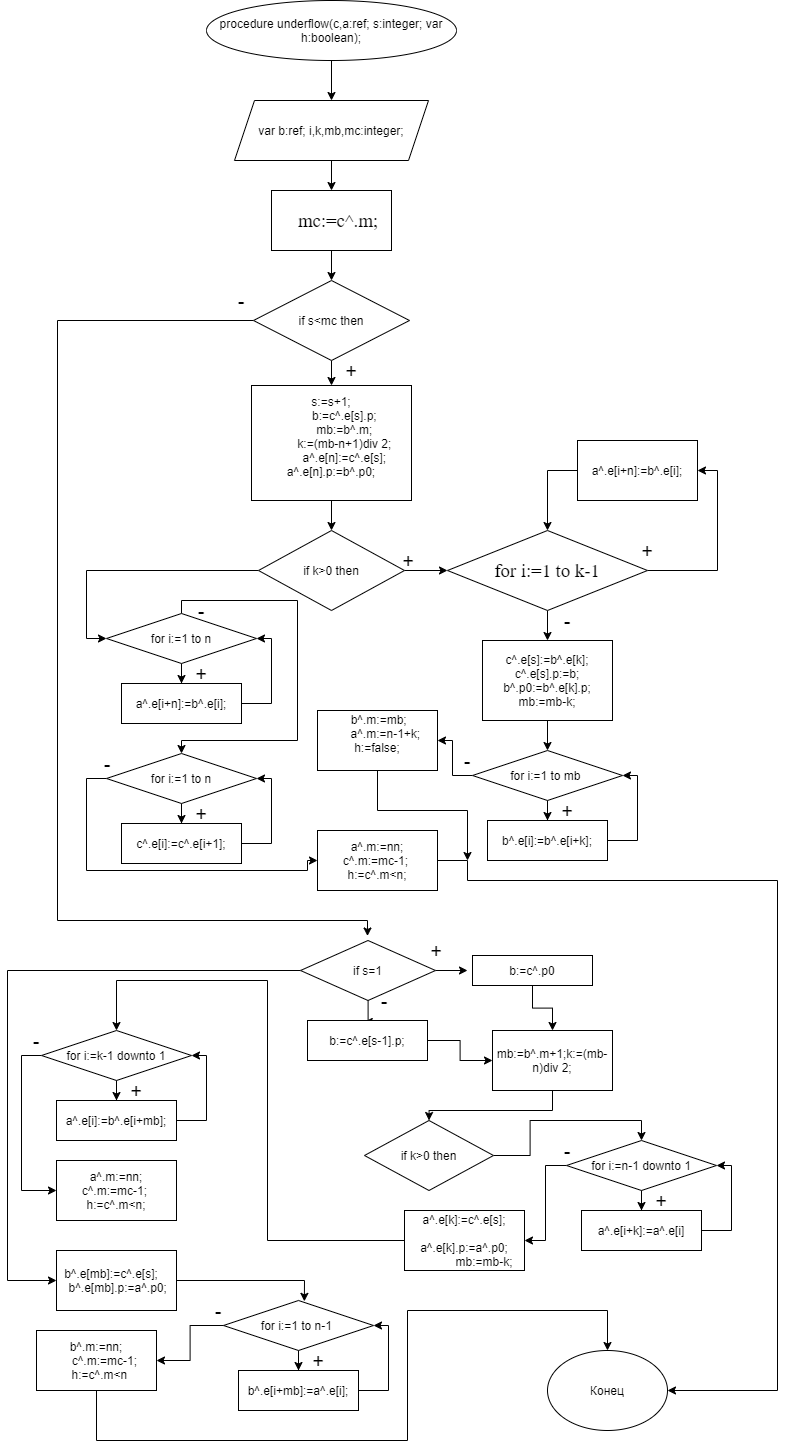 procedure underflow(c,a:ref; s:integer; var
h:boolean);
var b:ref; i,k,mb,mc:integer;
mc:=c^.m;
-
if s<mc then
+
s:=s+1;
b:=c^.e[s].p;
mb:=b^.m;
k:=(mb-n+1)div 2;
a^.e[n]:=c^.e[s];
a^.e[n].p:=b^.p0;
a^.e[i+n]:=b^.e[i];
if k>0 then
+
for i:=1 to k-1
+
-
-
for i:=1 to n
+
a^.e[i+n]:=b^.e[i];
c^.e[s]:=b^.e[k];
c^.e[s].p:=b;
b^.p0:=b^.e[k].p;
mb:=mb-k;
b^.m:=mb;
a^.m:=n-1+k;
h:=false;
-
for i:=1 to mb
+
b^.e[i]:=b^.e[i+k];
-
for i:=1 to n
+
c^.e[i]:=c^.e[i+1];
a^.m:=nn;
c^.m:=mc-1;
h:=c^.m<n;
if s=1
+
-
b:=c^.p0
b:=c^.e[s-1].p;
mb:=b^.m+1;k:=(mb-
n)div 2;
-
for i:=k-1 downto 1
+
a^.e[i]:=b^.e[i+mb];
if k>0 then
-
for i:=n-1 downto 1
+
a^.e[i+k]:=a^.e[i]
a^.m:=nn;
c^.m:=mc-1;
h:=c^.m<n;
a^.e[k]:=c^.e[s];
a^.e[k].p:=a^.p0;
mb:=mb-k;
b^.e[mb]:=c^.e[s];
b^.e[mb].p:=a^.p0;
-
for i:=1 to n-1
+
b^.e[i+mb]:=a^.e[i];
b^.m:=nn;
c^.m:=mc-1;
h:=c^.m<n
Конец